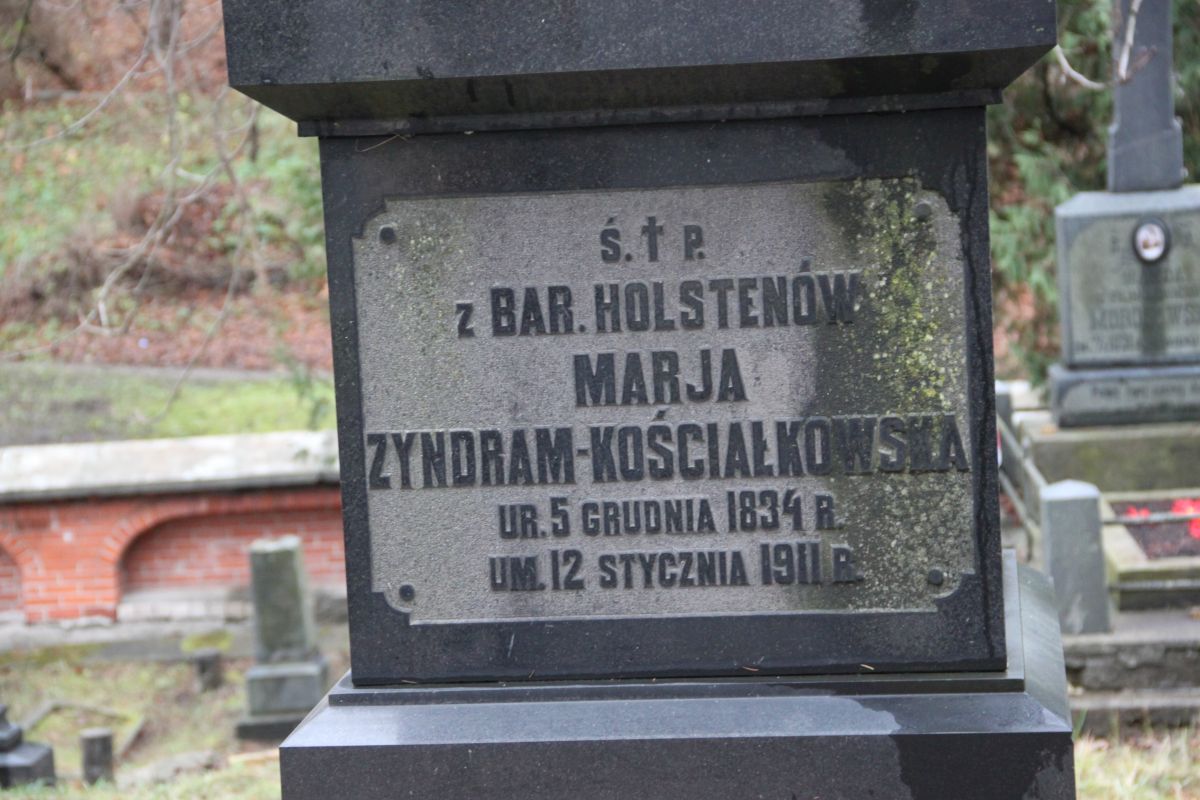 Ś. † P.
z BAR. HOLSTENÓW
MARJA
ZYNDRAM-KOŚCIAŁKOWSKA
UR. 5 GRUDNIA 1834 R.
UM. 12 STYCZNIA 1911 R.